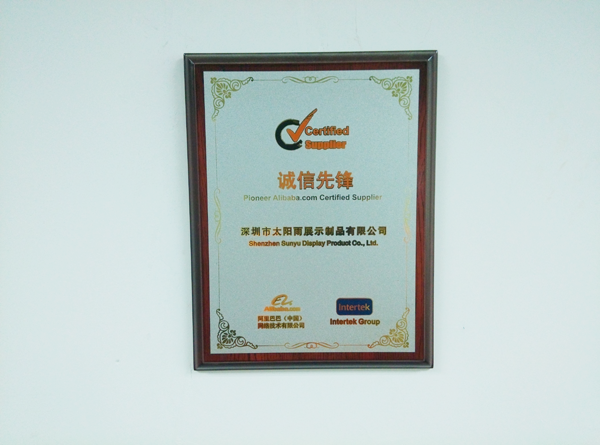 Certified
Supplier
诚信先锋
Pioneer Alibaba.com Certified Supplier
深圳市太阳雨展示制品有限公司
Shenzhen Sunyu Display Product Co., Ltd.
Alibaba.com
阿里巴巴（中国）
网络技术有限公司
Intertek
Intertek Group